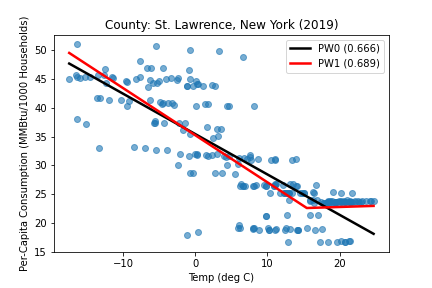 County: St. Lawrence, New York (2019)
PW0 (0.666)
PW1 (0.689)
Per-Capita Consumption (MMBtu/1000 Households)
50
45
40
35
30
25
20
15
−10
0
10
20
Temp (deg C)